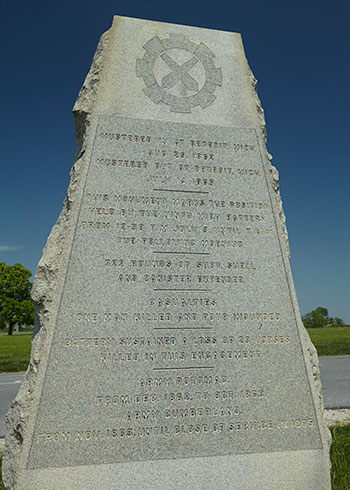 MUSTERED IN AT DETROIT, MICH.
AUG. 29, 1862
MUSTERED OUT AT DETROIT, MICH.
1865
THIS MONUMENT MARKS THE POSITION
HELD BY THE NINTH MICH. BATTERY
FROM 12.30 P.M. JULY 3 UNTIL 7 A.M.
THE FOLLOWING MORNING
ROUNDS OF SHOT, SHELL
AND CANISTER EXPENDED
CASUALTIES
ONE MAN KILLED AND FOUR WOUNDED
BATTERY SUSTAINED A LOSS OF 23 HORSES
KILLED IN THIS ENGAGEMENT
ARMY POTOMAC
FROM DEC. 1862, TO OCT. 1863
ARMY CUMBERLAND
FROM NOV. 1863, UNTIL CLOSE OF SERVICE IN 1865